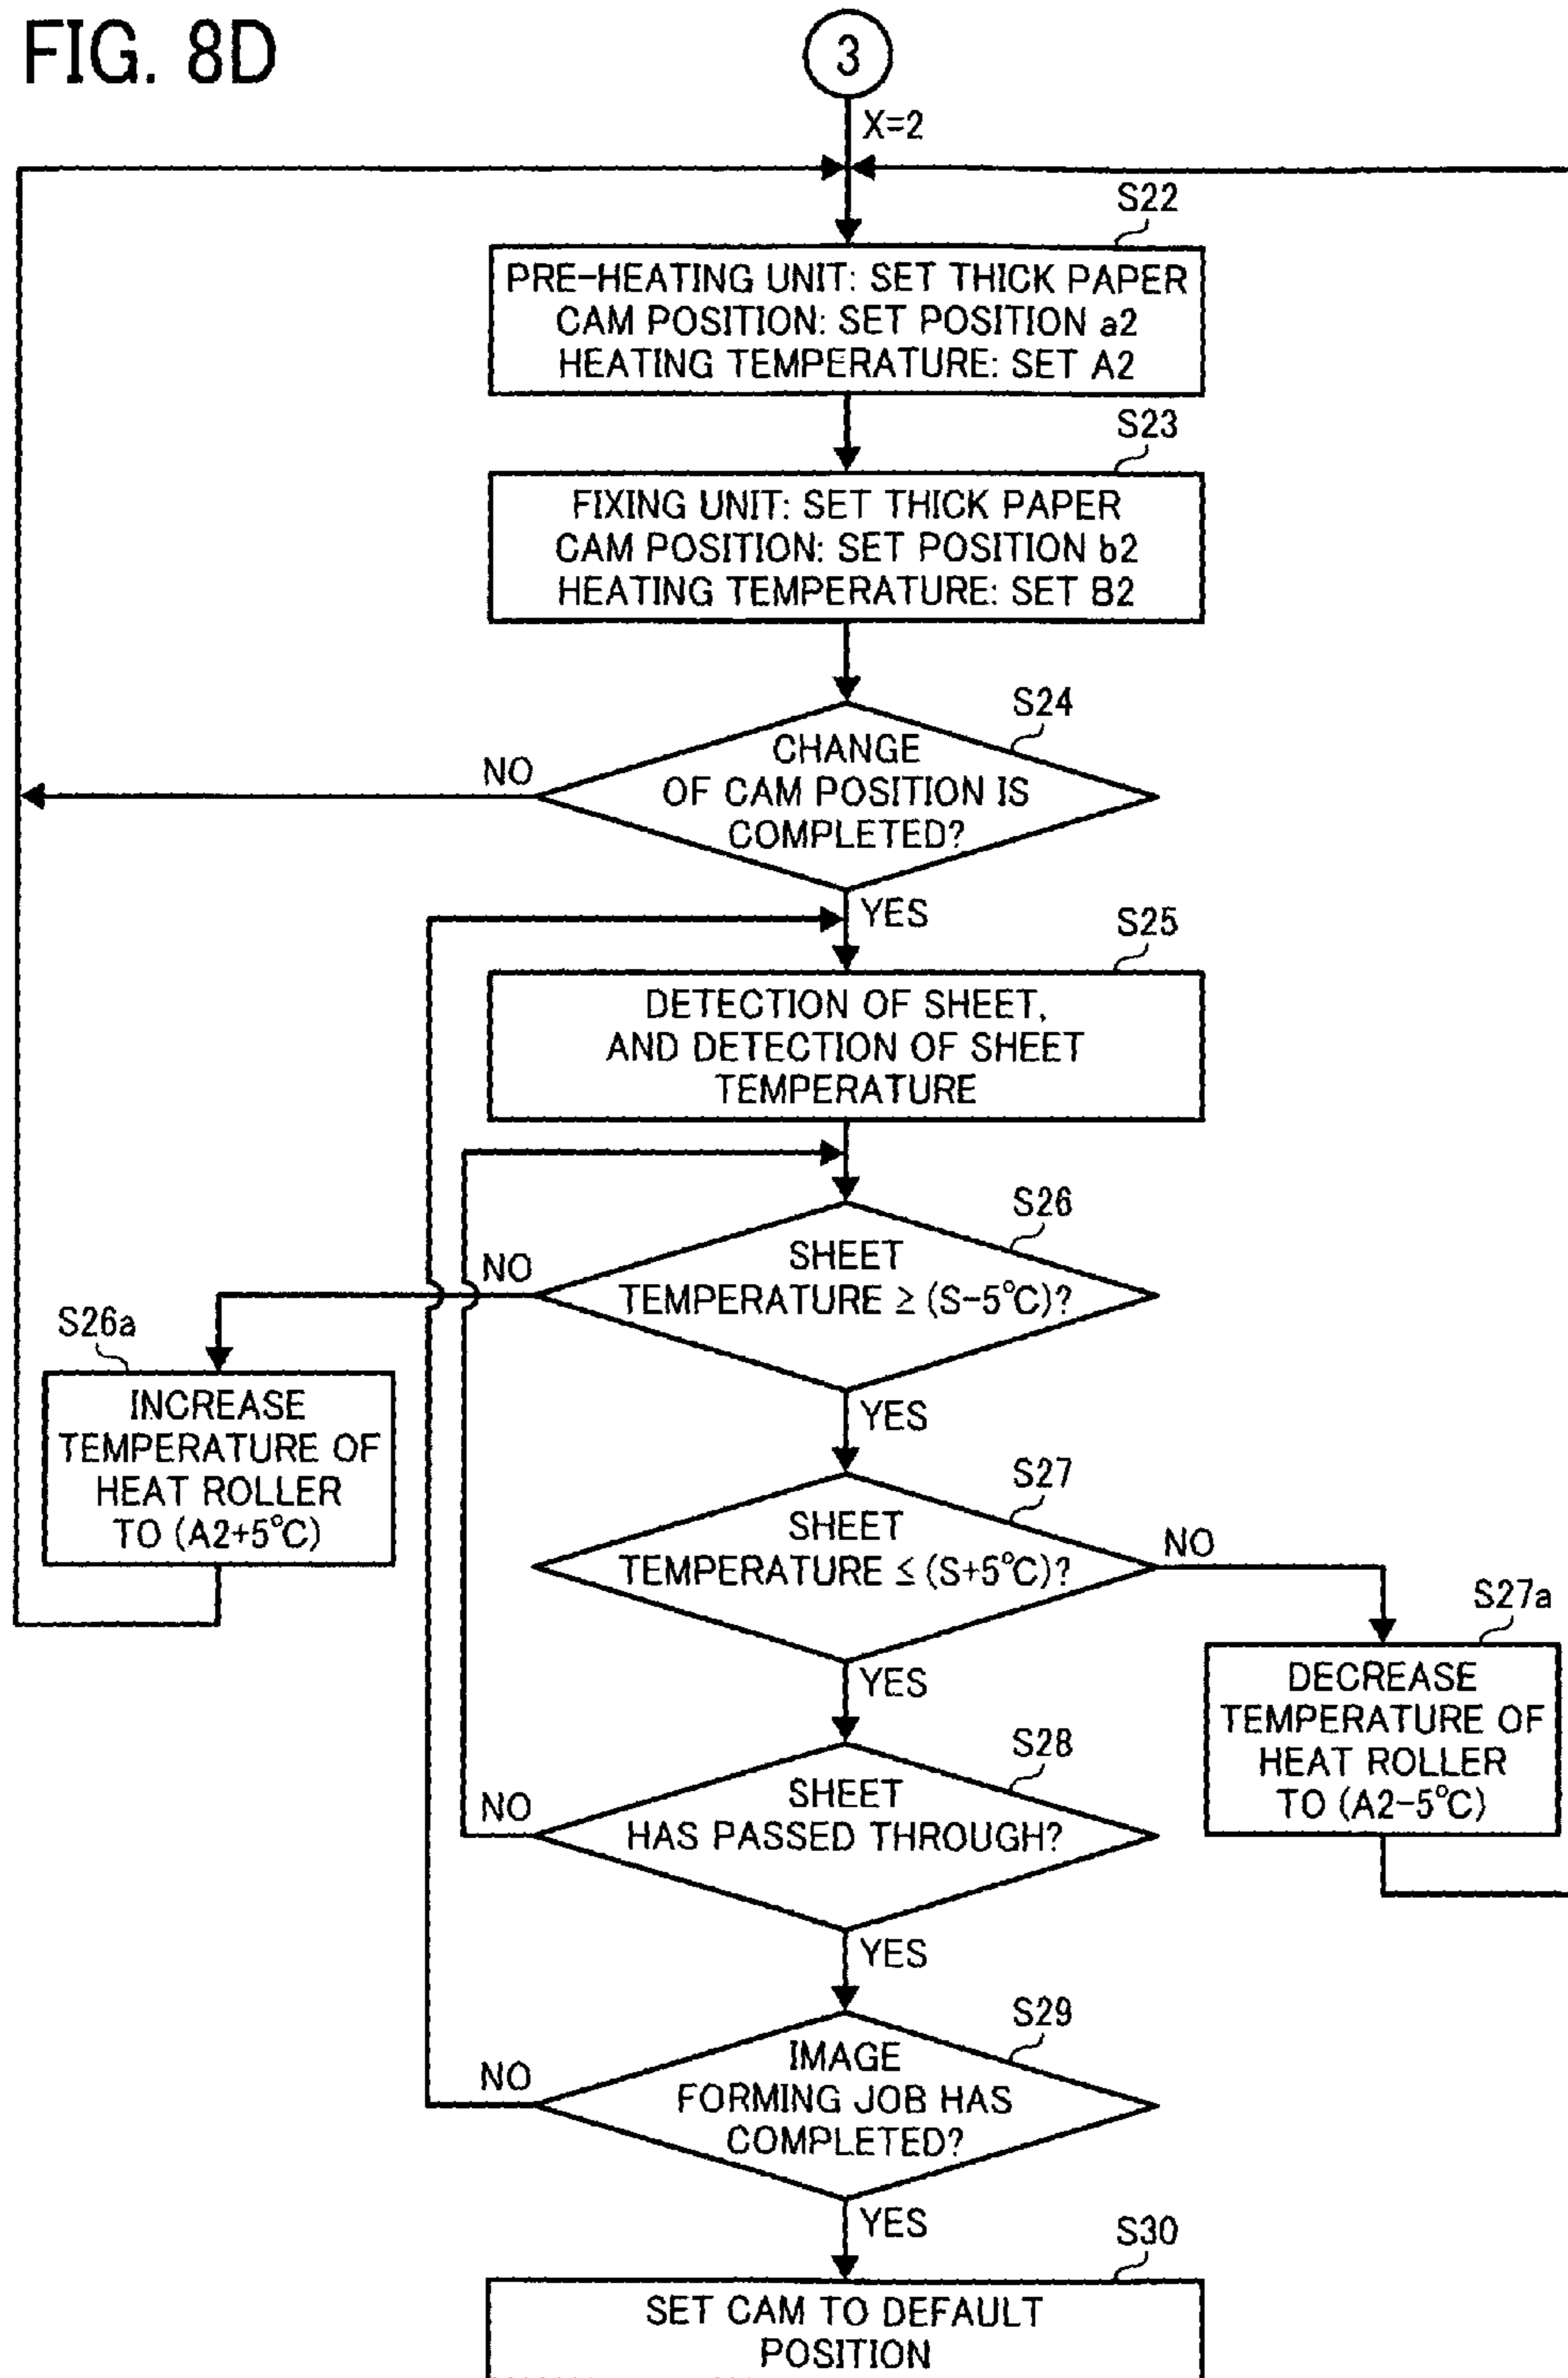 FIG. 8D
3
X=2
S22
PRE-HEATING UNIT: SET THICK PAPER
CAM POSITION: SET POSITION a2
HEATING TEMPERATURE: SET A2
S23
FIXING UNIT: SET THICK PAPER
CAM POSITION: SET POSITION b2
HEATING TEMPERATURE: SET B2
S24
CHANGE
OF CAM POSITION IS
COMPLETED?
NO
YES
S25
DETECTION OF SHEET,
AND DETECTION OF SHEET
TEMPERATURE
S26
SHEET
TEMPERATURE ≥ (S−5°C)?
NO
S26a
INCREASE
TEMPERATURE OF
HEAT ROLLER
TO (A2+5°C)
YES
S27
SHEET
TEMPERATURE ≤ (S+5°C)?
NO
S27a
DECREASE
TEMPERATURE OF
HEAT ROLLER
TO (A2−5°C)
YES
S28
SHEET
HAS PASSED THROUGH?
NO
YES
S29
IMAGE
FORMING JOB HAS
COMPLETED?
NO
YES
S30
SET CAM TO DEFAULT
POSITION